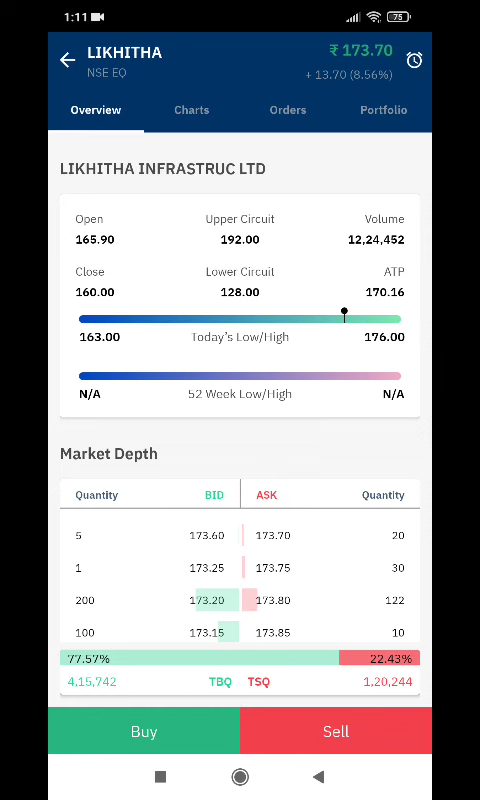 1:11
75
LIKHITHA
₹ 173.70
NSE EQ
+ 13.70 (8.56%)
Overview Charts Orders Portfolio
LIKHITHA INFRASTRUC LTD
Open Upper Circuit Volume
165.90 192.00 12,24,452
Close Lower Circuit ATP
160.00 128.00 170.16
163.00 Today's Low/High 176.00
N/A 52 Week Low/High N/A
Market Depth
Quantity BID ASK Quantity
5 173.60 173.70 20
1 173.25 173.75 30
200 173.20 173.80 122
100 173.15 173.85 10
77.57% 22.43%
4,15,742 TBQ TSQ 1,20,244
Buy Sell